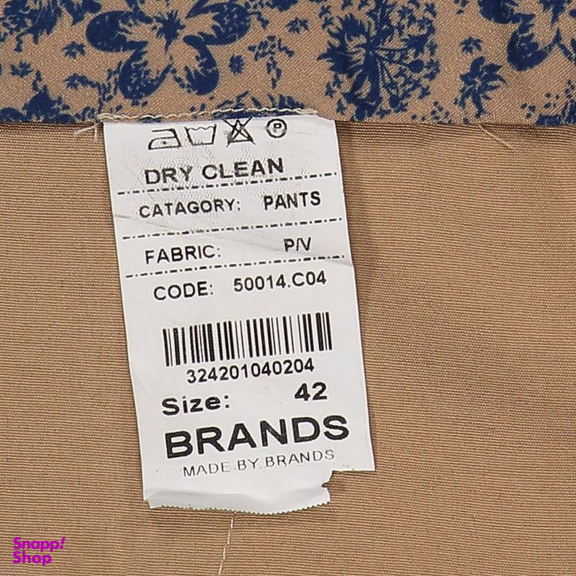 DRY CLEAN
CATAGORY: PANTS
FABRIC: P/V
CODE: 50014.C04
324201040204
Size: 42
BRANDS
MADE.BY.BRANDS
Snapp!
Shop